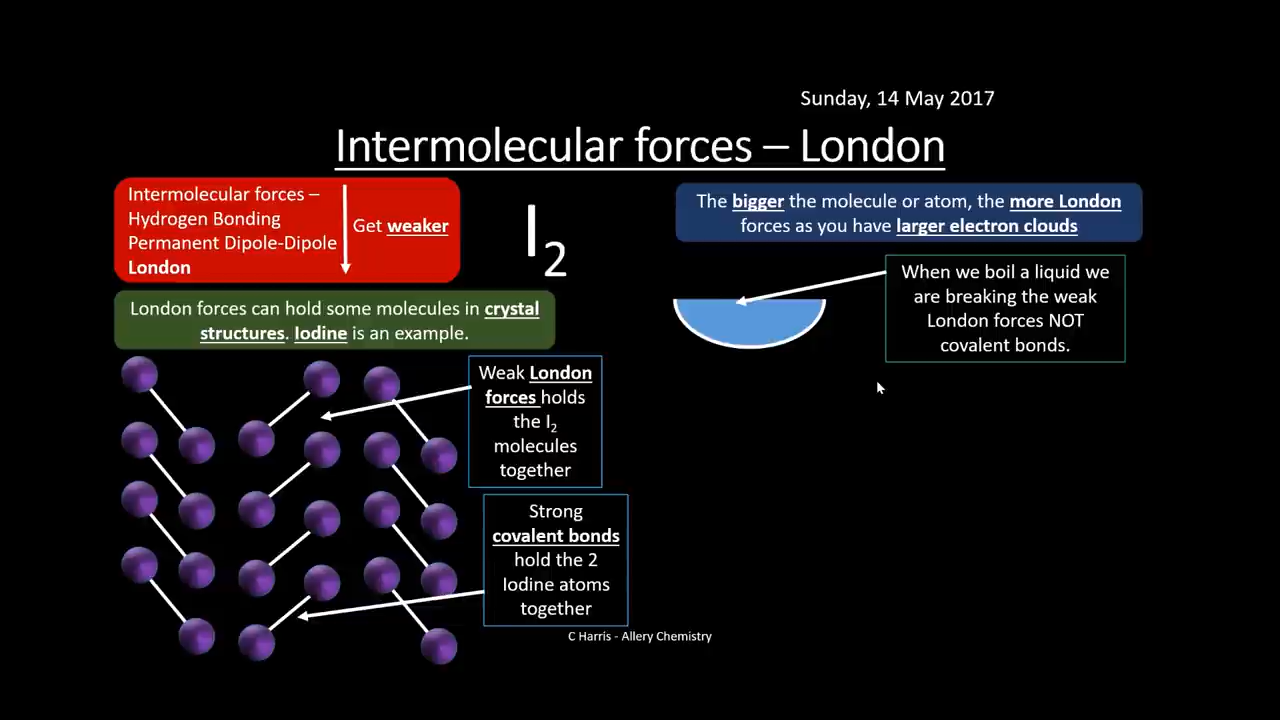 Sunday, 14 May 2017
Intermolecular forces – London
Intermolecular forces –
Hydrogen Bonding
Permanent Dipole-Dipole
London
Get weaker
I2
The bigger the molecule or atom, the more London
forces as you have larger electron clouds
London forces can hold some molecules in crystal
structures. Iodine is an example.
When we boil a liquid we
are breaking the weak
London forces NOT
covalent bonds.
Weak London
forces holds
the I2
molecules
together
Strong
covalent bonds
hold the 2
Iodine atoms
together
C Harris - Allery Chemistry